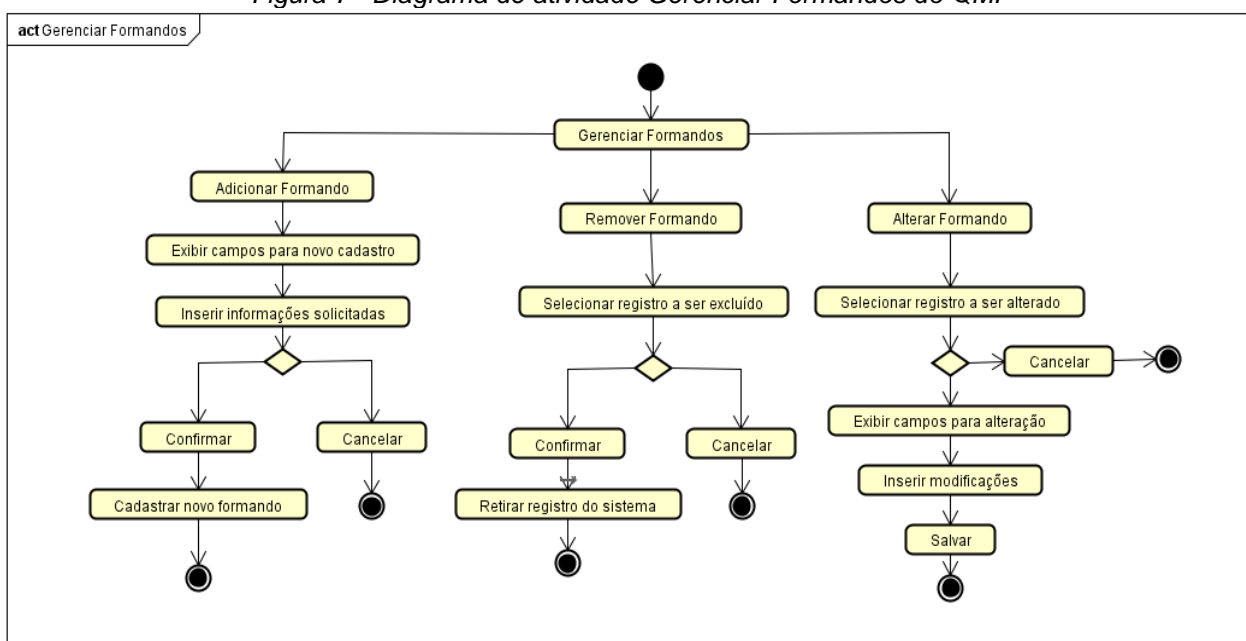 Figura 7 - Diagrama de atividade Gerenciar Formandos do QMF
act Gerenciar Formandos
Gerenciar Formandos
Adicionar Formando
Remover Formando
Alterar Formando
Exibir campos para novo cadastro
Inserir informações solicitadas
Selecionar registro a ser excluído
Selecionar registro a ser alterado
Cancelar
Exibir campos para alteração
Confirmar
Cancelar
Confirmar
Cancelar
Inserir modificações
Cadastrar novo formando
Retirar registro do sistema
Salvar